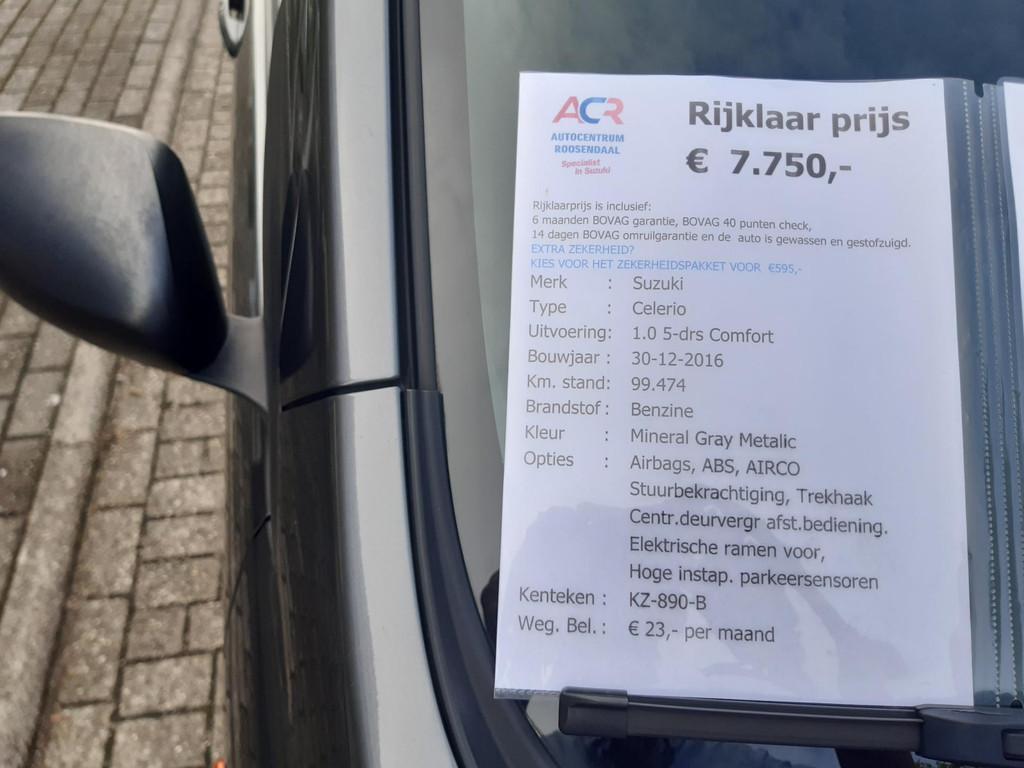 ACR
AUTOCENTRUM
ROOSENDAAL
Specialist
in Suzuki
Rijklaar prijs
€ 7.750,-
Rijklaarprijs is inclusief:
6 maanden BOVAG garantie, BOVAG 40 punten check,
14 dagen BOVAG omruilgarantie en de auto is gewassen en gestofzuigd.
EXTRA ZEKERHEID?
KIES VOOR HET ZEKERHEIDSPAKKET VOOR €595,-
Merk : Suzuki
Type : Celerio
Uitvoering: 1.0 5-drs Comfort
Bouwjaar : 30-12-2016
Km. stand: 99.474
Brandstof : Benzine
Kleur : Mineral Gray Metalic
Opties : Airbags, ABS, AIRCO
Stuurbekrachtiging, Trekhaak
Centr.deurvergr afst.bediening.
Elektrische ramen voor,
Hoge instap. parkeersensoren
Kenteken : KZ-890-B
Weg. Bel. : € 23,- per maand